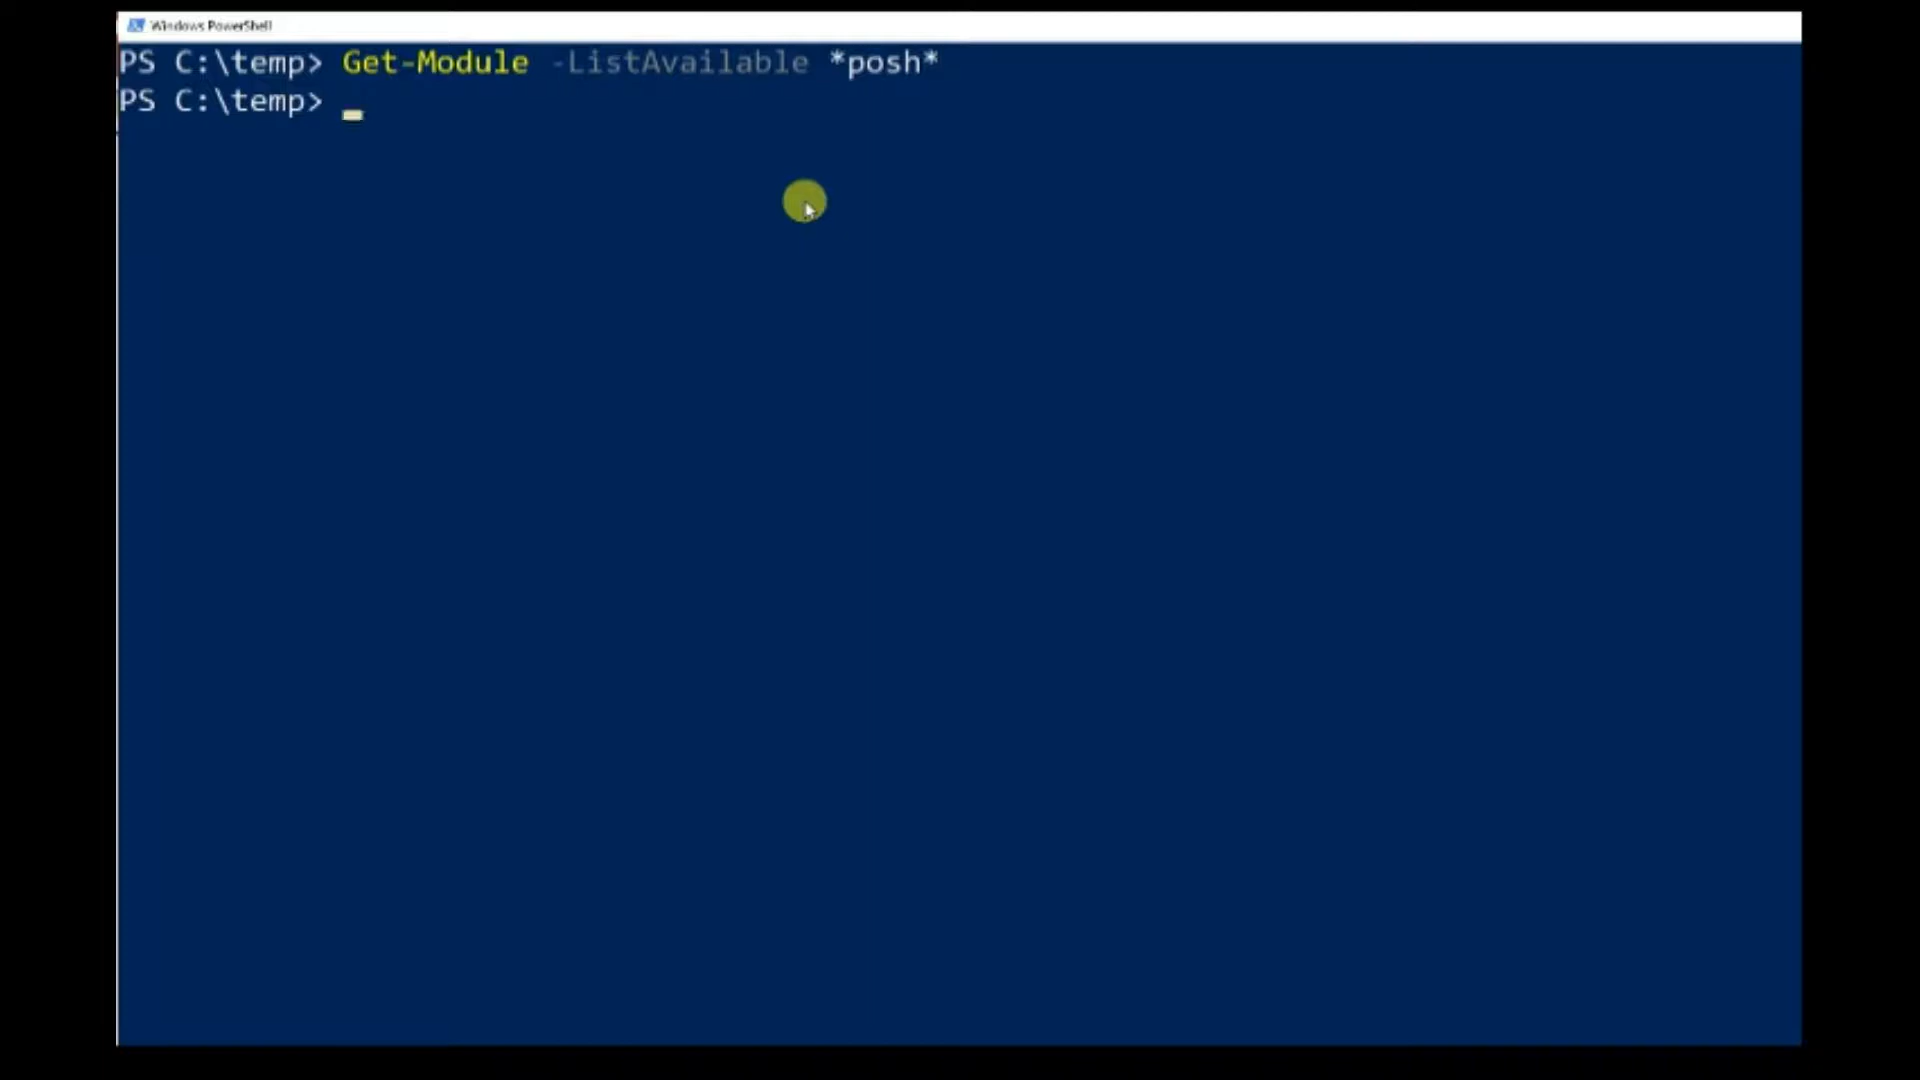 Windows PowerShell
PS C:\temp> Get-Module -ListAvailable *posh*
PS C:\temp>